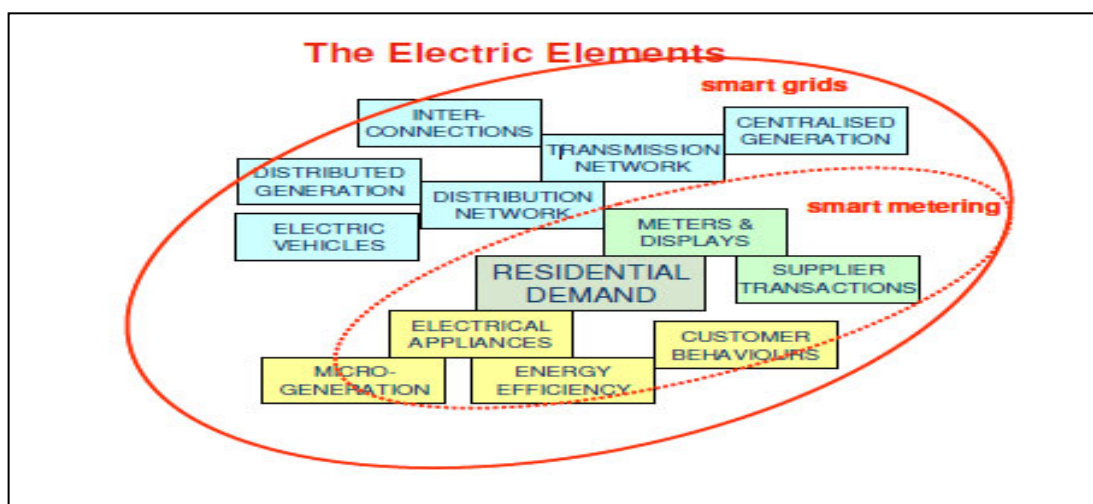 The Electric Elements
smart grids
INTER-
CONNECTIONS
CENTRALISED
GENERATION
TRANSMISSION
NETWORK
DISTRIBUTED
GENERATION
DISTRIBUTION
NETWORK
smart metering
ELECTRIC
VEHICLES
METERS &
DISPLAYS
RESIDENTIAL
DEMAND
SUPPLIER
TRANSACTIONS
ELECTRICAL
APPLIANCES
CUSTOMER
BEHAVIOURS
MICRO-
GENERATION
ENERGY
EFFICIENCY